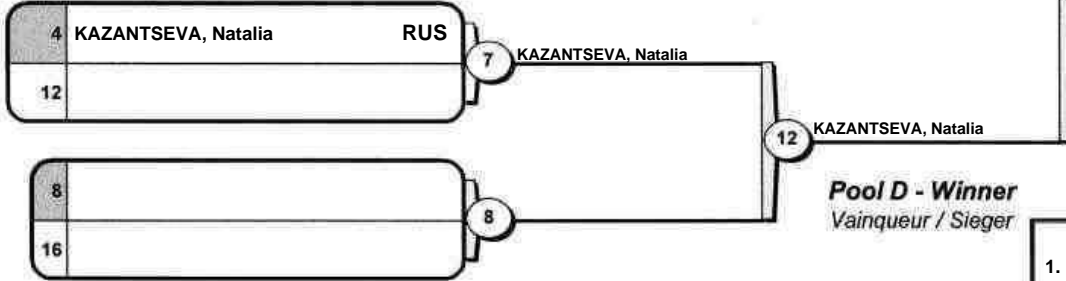 4 KAZANTSEVA, Natalia RUS
12
7 KAZANTSEVA, Natalia
8
16
8
12 KAZANTSEVA, Natalia
Pool D - Winner
Vainqueur / Sieger
1.